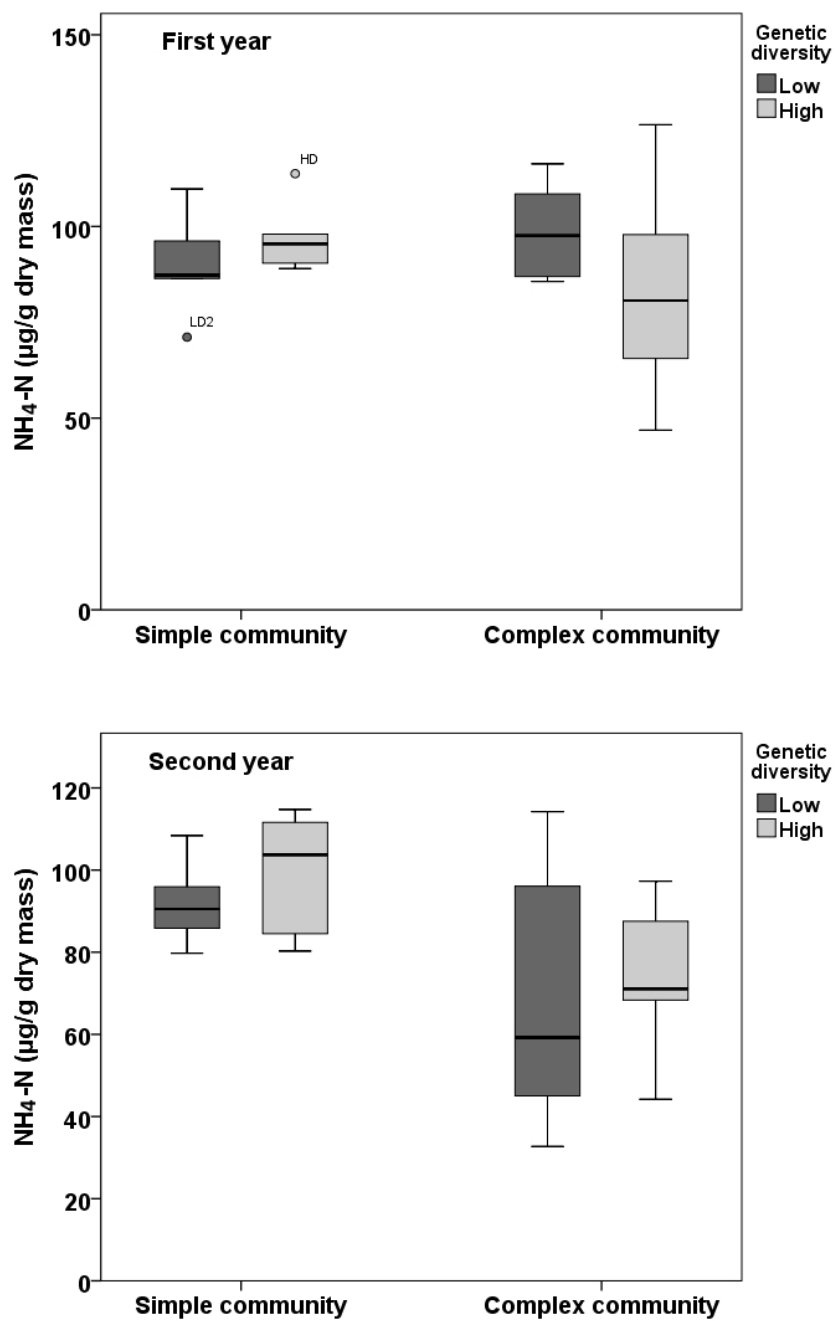 First year
Genetic
diversity
Low
High
150
100
50
0
NH₄-N (µg/g dry mass)
HD
LD2
Simple community
Complex community
Second year
Genetic
diversity
Low
High
120
100
80
60
40
20
0
NH₄-N (µg/g dry mass)
Simple community
Complex community